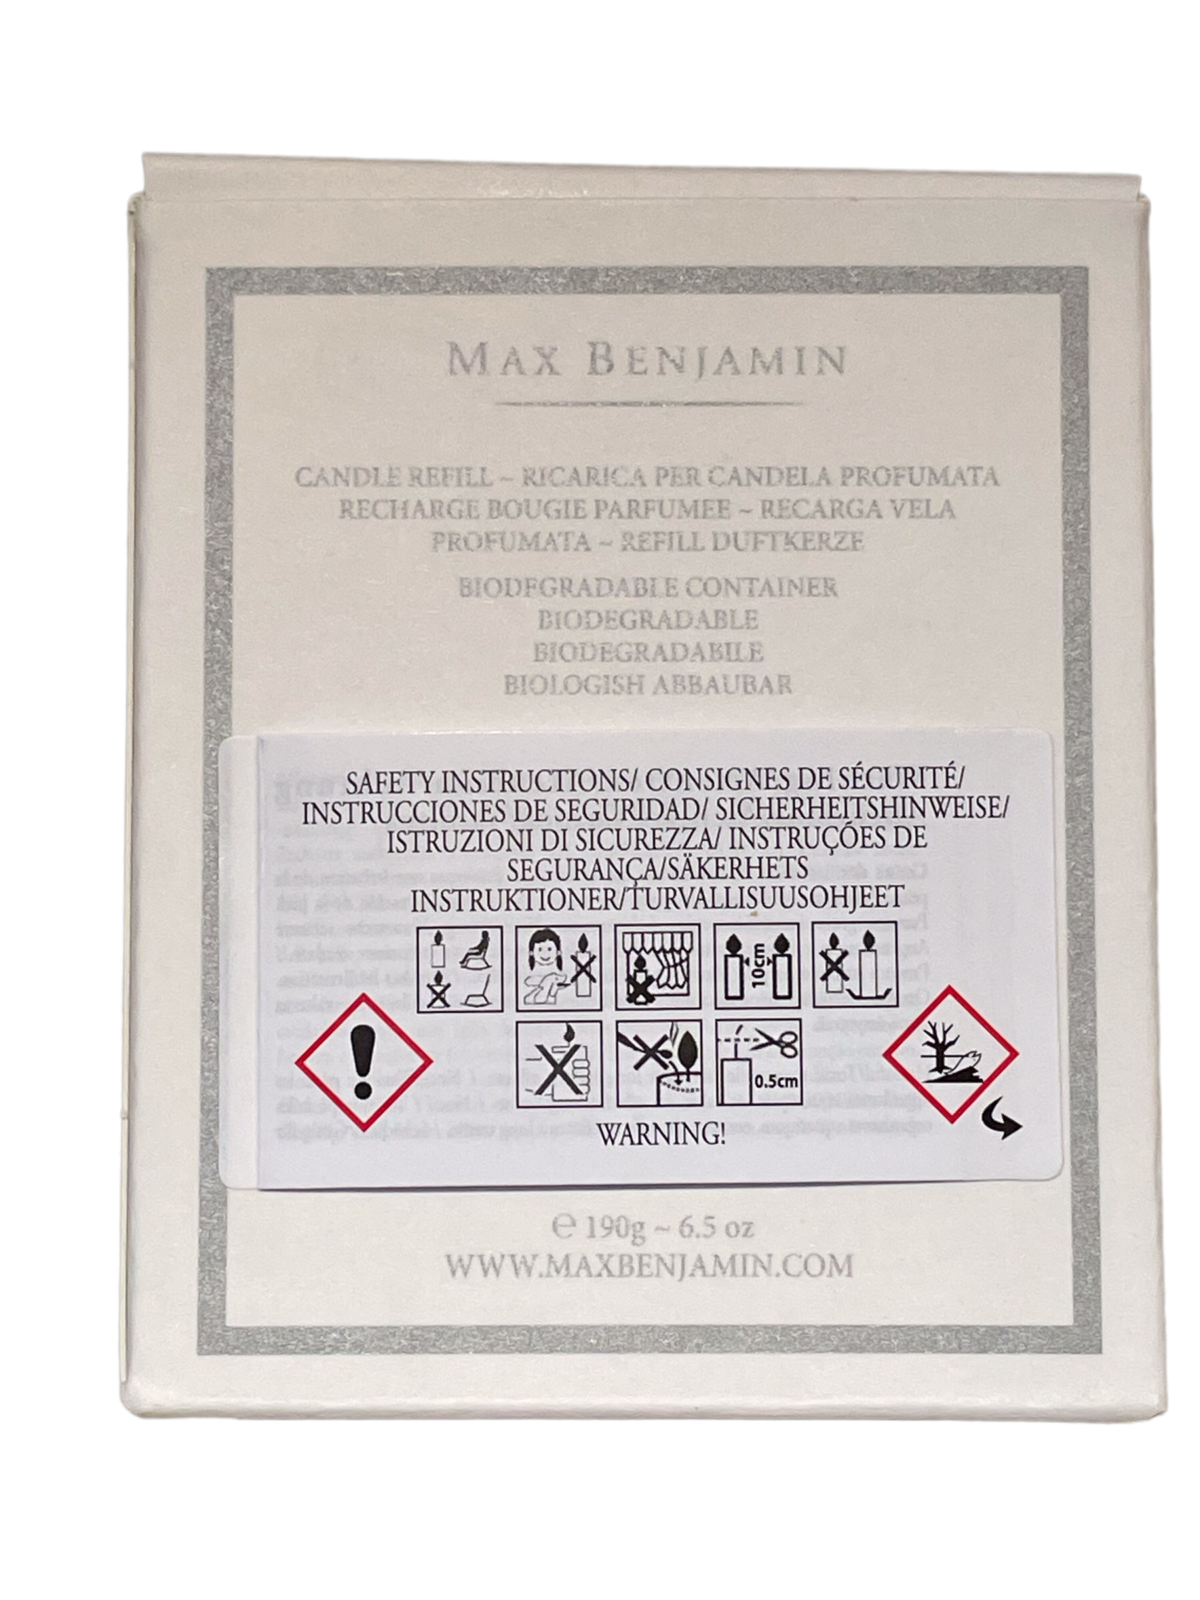 MAX BENJAMIN
CANDLE REFILL ~ RICARICA PER CANDELA PROFUMATA
RECHARGE BOUGIE PARFUMEE ~ RECARGA VELA
PROFUMATA ~ REFILL DUFTKERZE
BIODEGRADABLE CONTAINER
BIODEGRADABLE
BIODEGRADABILE
BIOLOGISH ABBAUBAR
SAFETY INSTRUCTIONS/ CONSIGNES DE SÉCURITÉ/
INSTRUCCIONES DE SEGURIDAD/ SICHERHEITSHINWEISE/
ISTRUZIONI DI SICUREZZA/ INSTRUÇÓES DE
SEGURANÇA/SÄKERHETS
INSTRUKTIONER/TURVALLISUUSOHJEET
10cm
0.5cm
WARNING!
℮ 190g ~ 6.5 oz
WWW.MAXBENJAMIN.COM